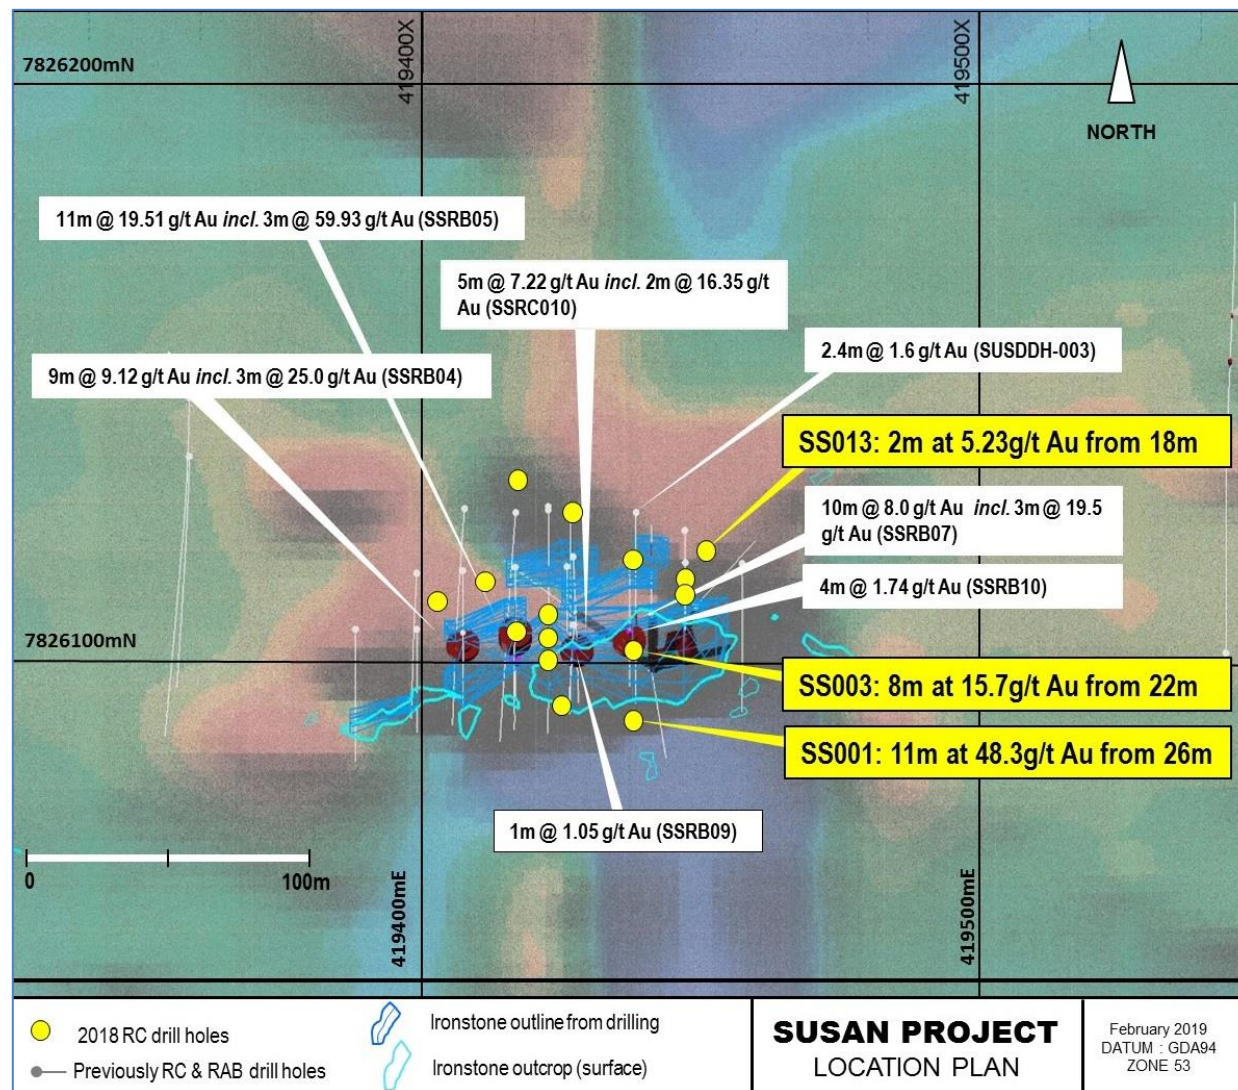 419400X
419500X
7826200mN
NORTH
11m @ 19.51 g/t Au incl. 3m @ 59.93 g/t Au (SSRB05)
5m @ 7.22 g/t Au incl. 2m @ 16.35 g/t
Au (SSRC010)
2.4m @ 1.6 g/t Au (SUSDDH-003)
9m @ 9.12 g/t Au incl. 3m @ 25.0 g/t Au (SSRB04)
SS013: 2m at 5.23g/t Au from 18m
10m @ 8.0 g/t Au incl. 3m @ 19.5
g/t Au (SSRB07)
4m @ 1.74 g/t Au (SSRB10)
7826100mN
SS003: 8m at 15.7g/t Au from 22m
SS001: 11m at 48.3g/t Au from 26m
1m @ 1.05 g/t Au (SSRB09)
0 100m
419400mE
419500mE
2018 RC drill holes
Previously RC & RAB drill holes
Ironstone outline from drilling
Ironstone outcrop (surface)
SUSAN PROJECT
LOCATION PLAN
February 2019
DATUM : GDA94
ZONE 53